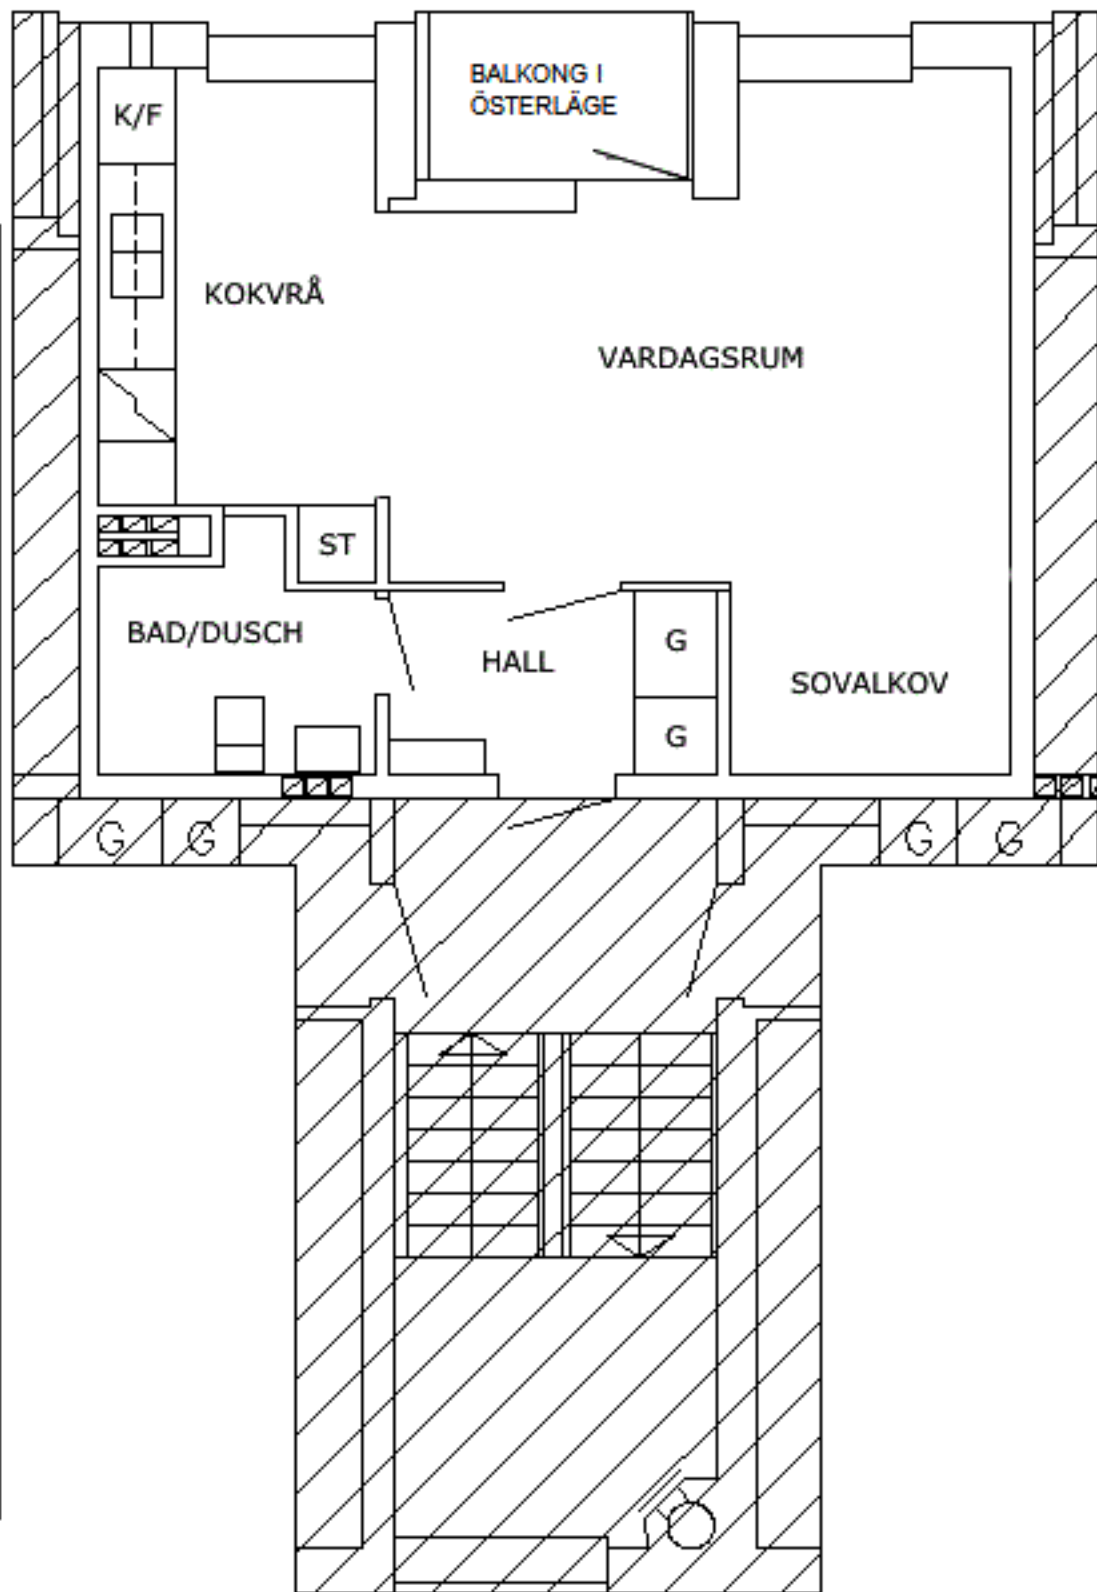 BALKONG I
ÖSTERLÄGE
K/F
KOKVRÅ
VARDAGSRUM
ST
BAD/DUSCH
HALL
G
SOVALKOV
G
G G G G